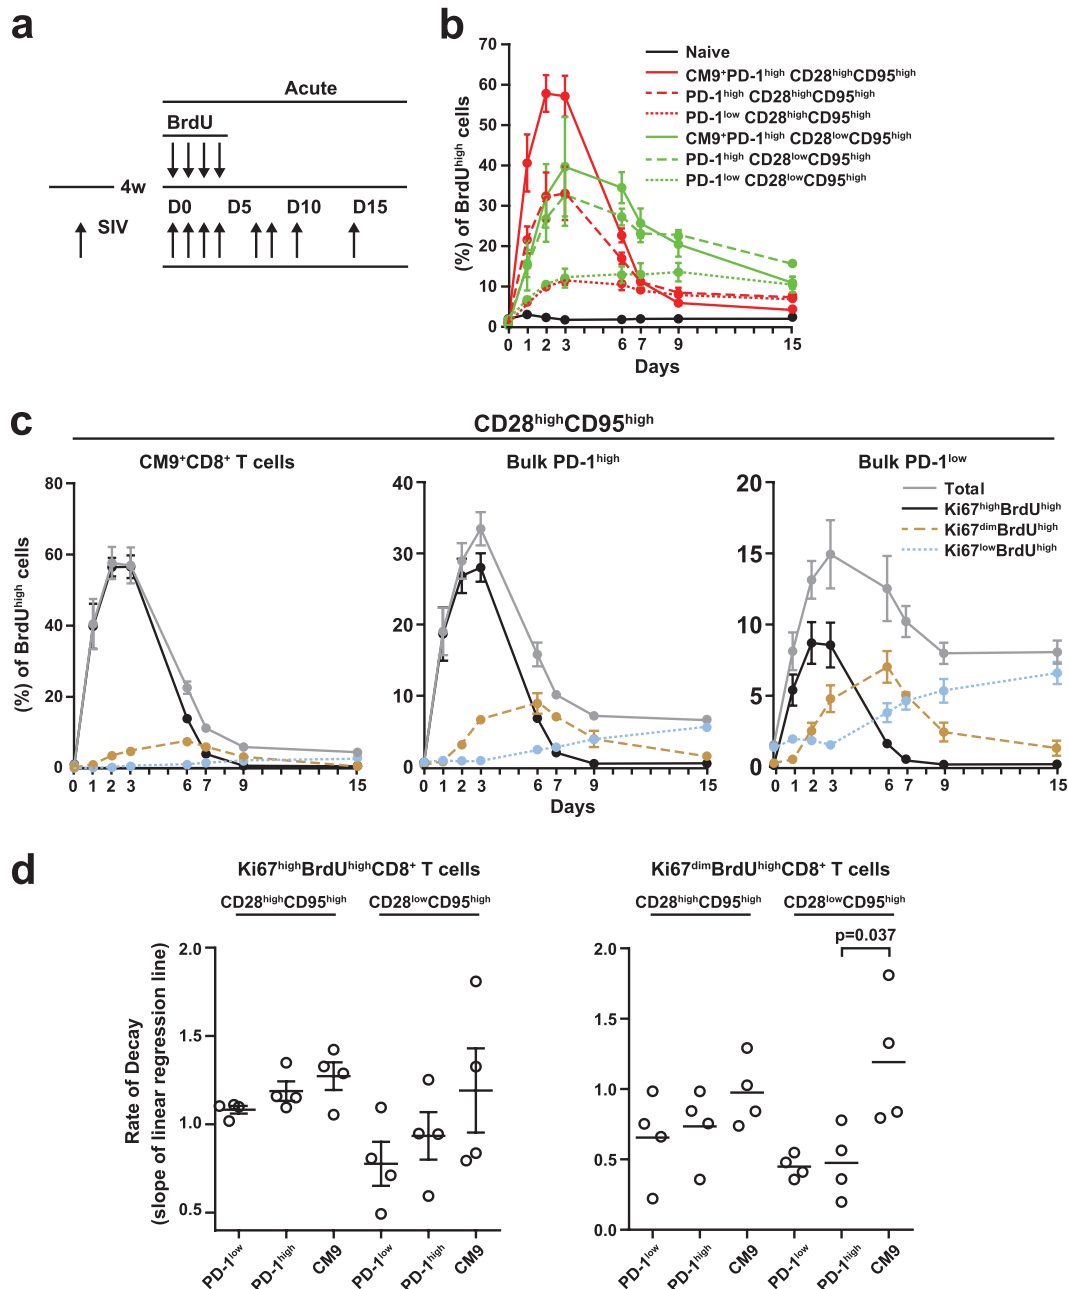 a
Acute
BrdU
4w
D0 D5 D10 D15
SIV
b
70
60
50
40
30
20
10
0
(%) of BrdUhigh cells
0 1 2 3 6 7 9 15
Days
Naive
CM9+PD-1high CD28highCD95high
PD-1high CD28highCD95high
PD-1low CD28highCD95high
CM9+PD-1high CD28lowCD95high
PD-1high CD28lowCD95high
PD-1low CD28lowCD95high
c
CD28highCD95high
CM9+CD8+ T cells
Bulk PD-1high
Bulk PD-1low
(%) of BrdUhigh cells
80
60
40
20
0
0 1 2 3 6 7 9 15
40
30
20
10
0
0 1 2 3 6 7 9 15
Days
20
15
10
5
0
0 1 2 3 6 7 9 15
Total
Ki67highBrdUhigh
Ki67dimBrdUhigh
Ki67lowBrdUhigh
d
Ki67highBrdUhighCD8+ T cells
CD28highCD95high CD28lowCD95high
Rate of Decay
(slope of linear regression line)
2.0
1.5
1.0
0.5
PD-1low PD-1high CM9 PD-1low PD-1high CM9
Ki67dimBrdUhighCD8+ T cells
CD28highCD95high CD28lowCD95high
p=0.037
2.0
1.5
1.0
0.5
0.0
PD-1low PD-1high CM9 PD-1low PD-1high CM9